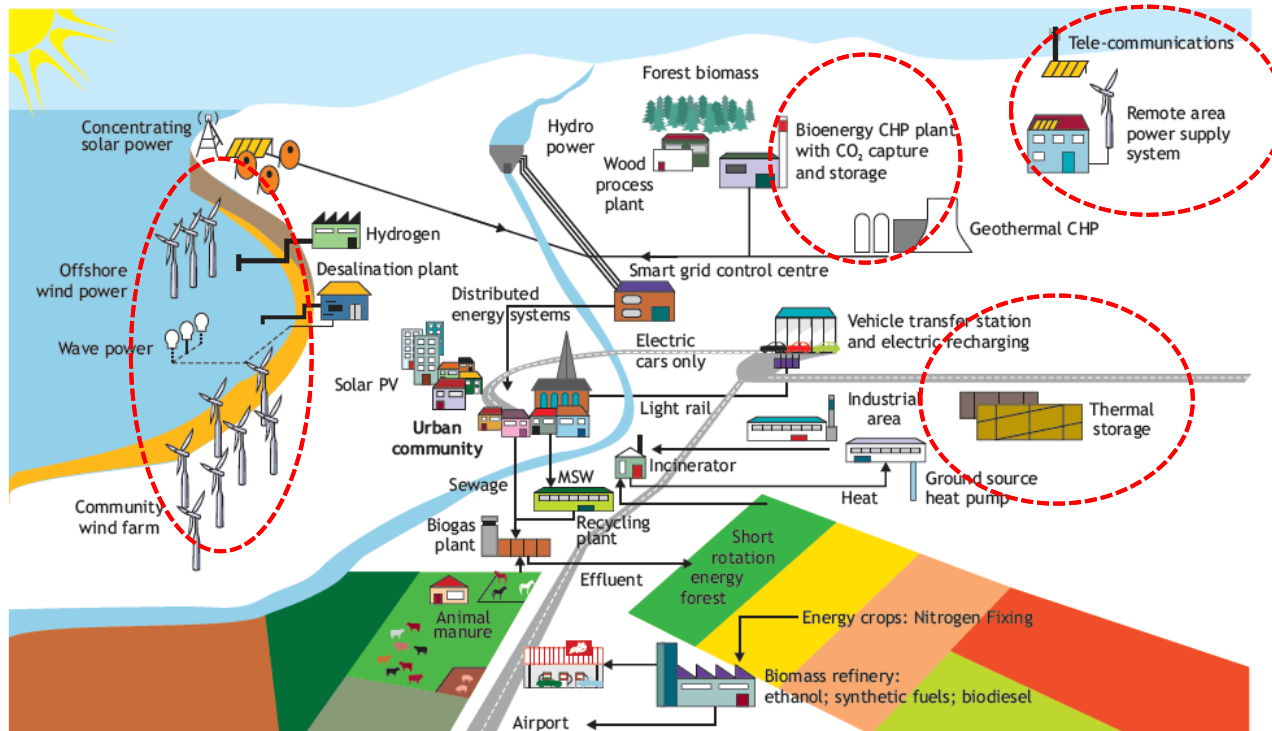 Tele-communications
Remote area
power supply
system
Forest biomass
Concentrating
solar power
Hydro
power
Bioenergy CHP plant
with CO₂ capture
and storage
Wood
process
plant
Hydrogen
Geothermal CHP
Offshore
wind power
Desalination plant
Smart grid control centre
Distributed
energy systems
Wave power
Electric
cars only
Vehicle transfer station
and electric recharging
Solar PV
Urban
community
Light rail
Industrial
area
Thermal
storage
Incinerator
MSW
Sewage
Heat
Ground source
heat pump
Community
wind farm
Biogas
plant
Recycling
plant
Effluent
Short
rotation
energy
forest
Animal
manure
Energy crops: Nitrogen Fixing
Biomass refinery:
ethanol; synthetic fuels; biodiesel
Airport